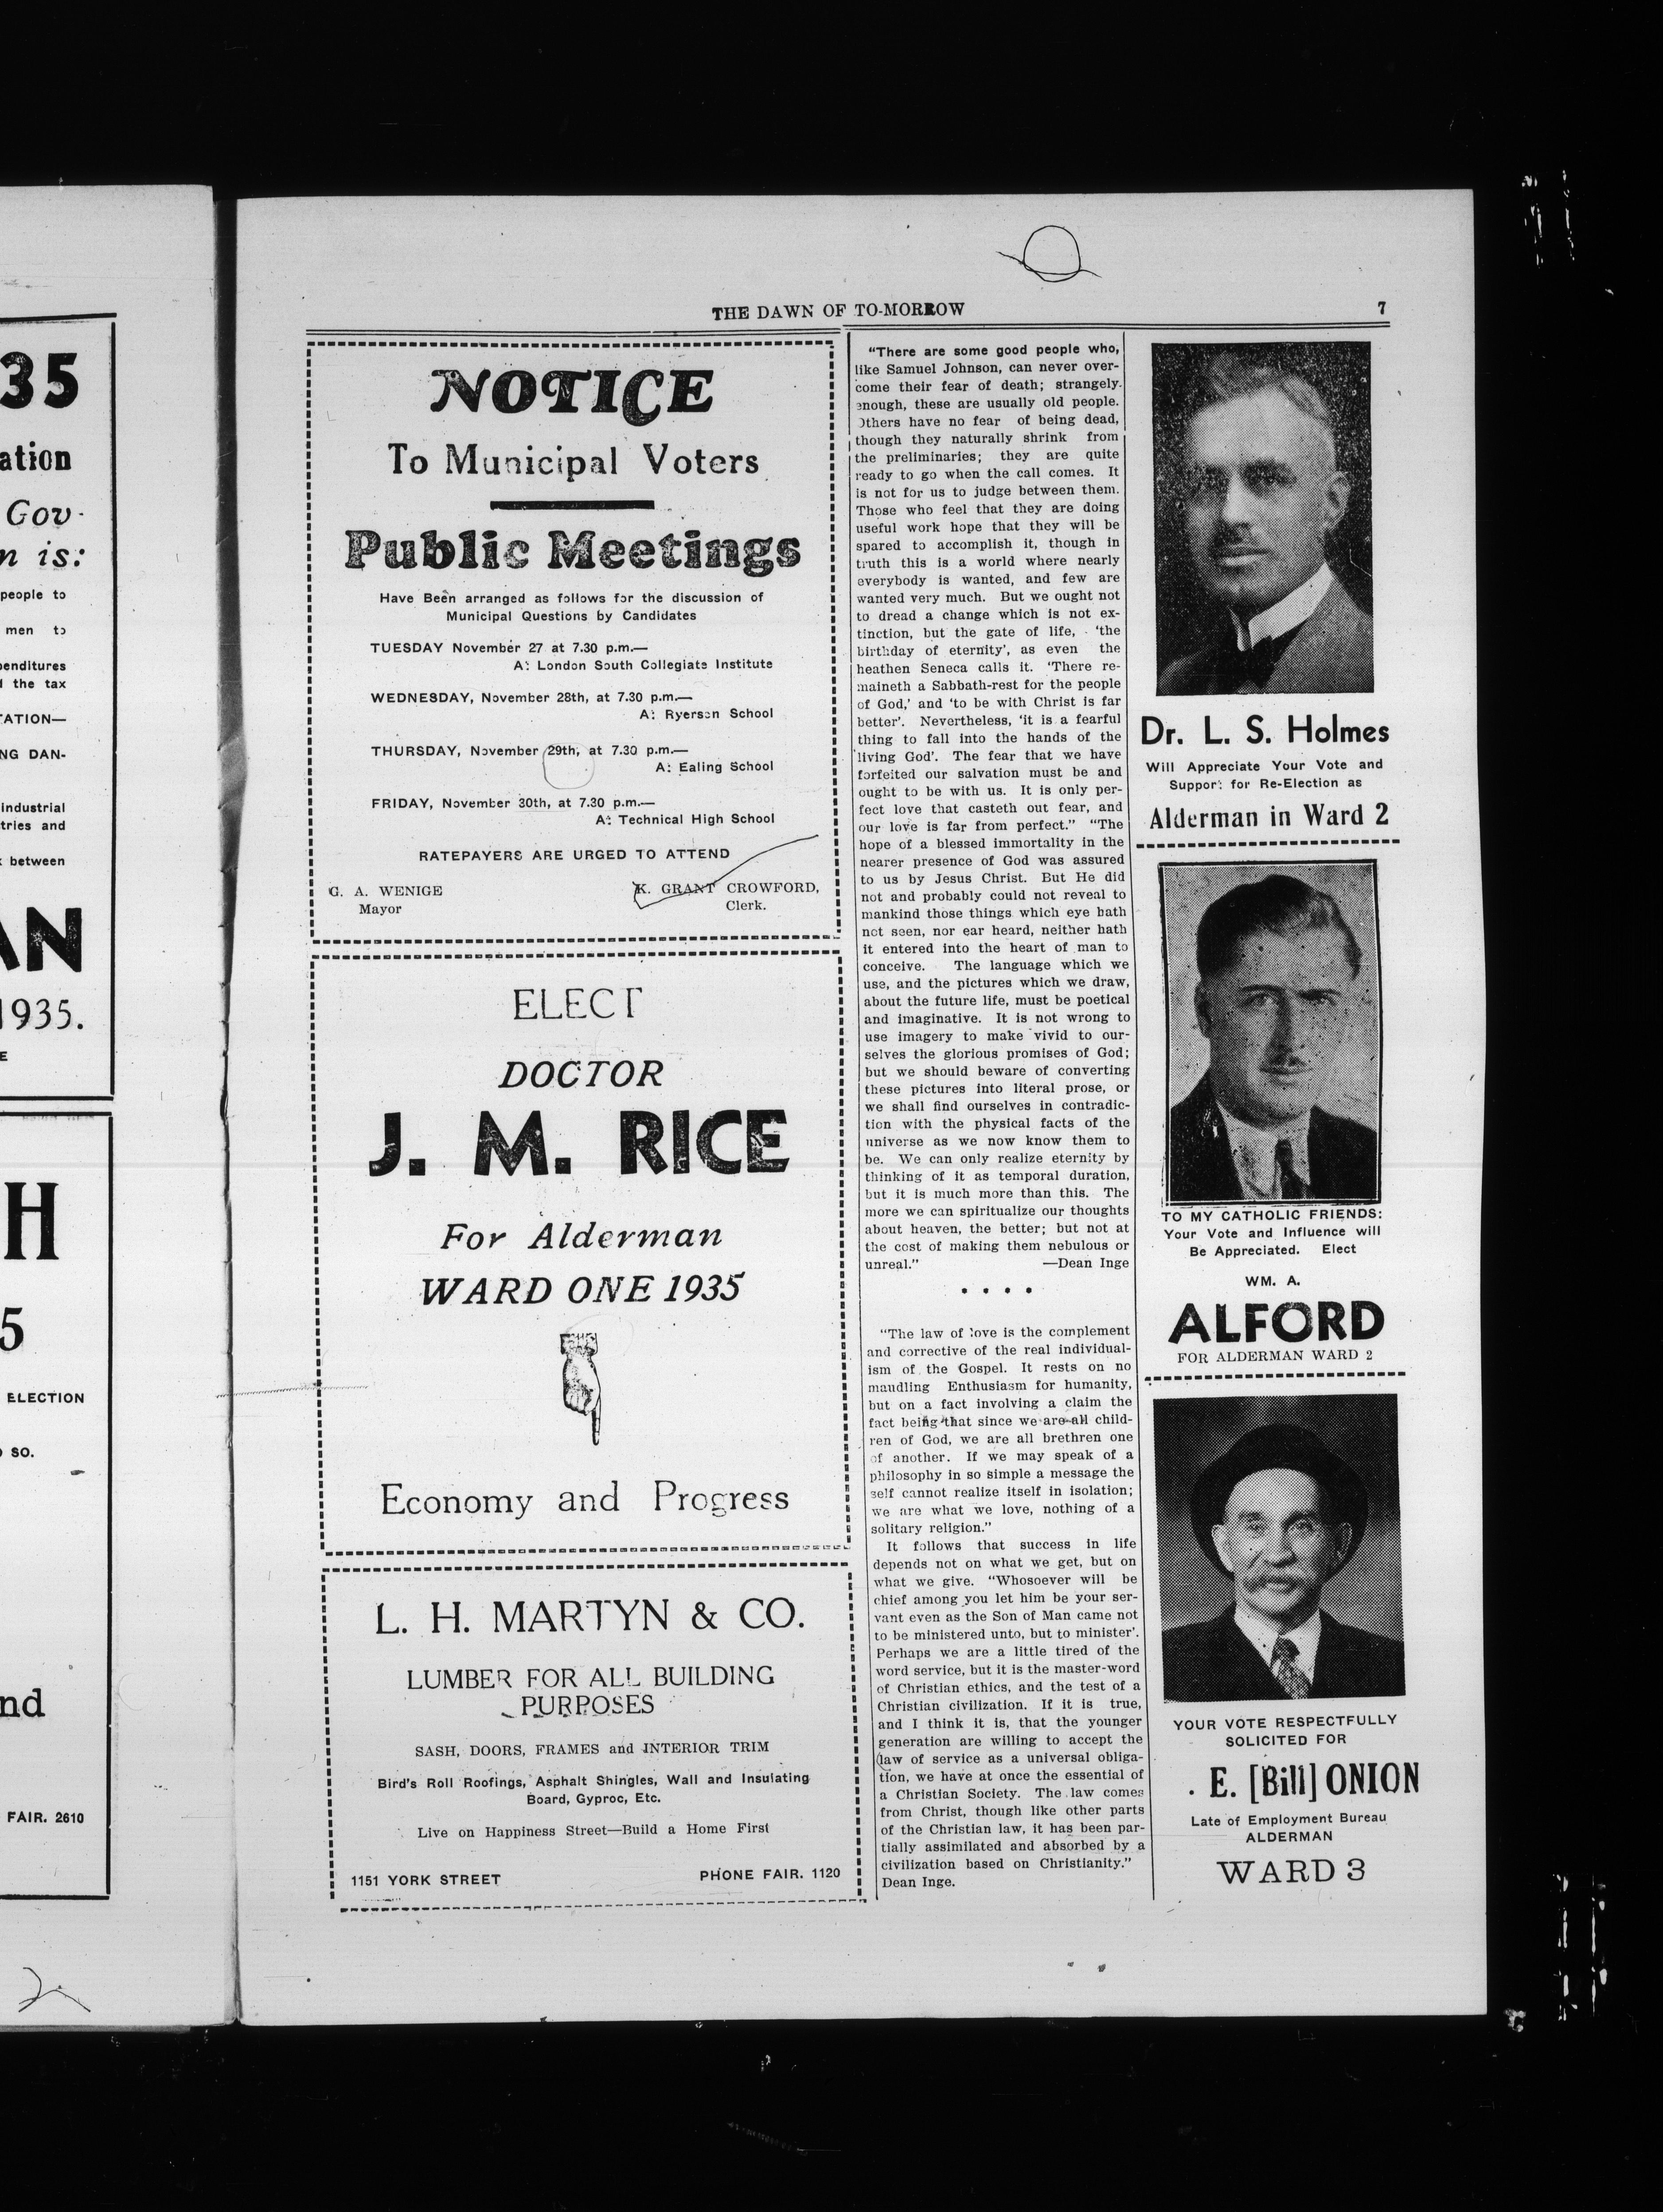 35
ation
Gov-
n is:
people to
men to
penditures
d the tax
TATION—
NG DAN-
industrial
tries and
between
AN
1935.
E
H
5
ELECTION
SO.
nd
FAIR. 2610
THE DAWN OF TO-MORROW
7
NOTICE
To Municipal Voters
Public Meetings
Have Been arranged as follows for the discussion of
Municipal Questions by Candidates
TUESDAY November 27 at 7.30 p.m.—
At London South Collegiate Institute
WEDNESDAY, November 28th, at 7.30 p.m.—
At Ryerson School
THURSDAY, November 29th, at 7.30 p.m.—
At Ealing School
FRIDAY, November 30th, at 7.30 p.m.—
At Technical High School
RATEPAYERS ARE URGED TO ATTEND
G. A. WENIGE
Mayor
K. GRANT CROWFORD,
Clerk.
ELECT
DOCTOR
J. M. RICE
For Alderman
WARD ONE 1935
Economy and Progress
L. H. MARTYN & CO.
LUMBER FOR ALL BUILDING
PURPOSES
SASH, DOORS, FRAMES and INTERIOR TRIM
Bird's Roll Roofings, Asphalt Shingles, Wall and Insulating
Board, Gyproc, Etc.
Live on Happiness Street—Build a Home First
1151 YORK STREET
PHONE FAIR. 1120
"There are some good people who,
like Samuel Johnson, can never over-
come their fear of death; strangely.
enough, these are usually old people.
Others have no fear of being dead,
though they naturally shrink from
the preliminaries; they are quite
ready to go when the call comes. It
is not for us to judge between them.
Those who feel that they are doing
useful work hope that they will be
spared to accomplish it, though in
truth this is a world where nearly
everybody is wanted, and few are
wanted very much. But we ought not
to dread a change which is not ex-
tinction, but the gate of life, 'the
birthday of eternity', as even the
heathen Seneca calls it. 'There re-
maineth a Sabbath-rest for the people
of God,' and 'to be with Christ is far
better'. Nevertheless, 'it is a fearful
thing to fall into the hands of the
living God'. The fear that we have
forfeited our salvation must be and
ought to be with us. It is only per-
fect love that casteth out fear, and
our love is far from perfect." "The
hope of a blessed immortality in the
nearer presence of God was assured
to us by Jesus Christ. But He did
not and probably could not reveal to
mankind those things which eye hath
not seen, nor ear heard, neither hath
it entered into the heart of man to
conceive. The language which we
use, and the pictures which we draw,
about the future life, must be poetical
and imaginative. It is not wrong to
use imagery to make vivid to our-
selves the glorious promises of God;
but we should beware of converting
these pictures into literal prose, or
we shall find ourselves in contradic-
tion with the physical facts of the
universe as we now know them to
be. We can only realize eternity by
thinking of it as temporal duration,
but it is much more than this. The
more we can spiritualize our thoughts
about heaven, the better; but not at
the cost of making them nebulous or
unreal." —Dean Inge
. . . .
"The law of love is the complement
and corrective of the real individual-
ism of the Gospel. It rests on no
maudling Enthusiasm for humanity,
but on a fact involving a claim the
fact being that since we are all child-
ren of God, we are all brethren one
of another. If we may speak of a
philosophy in so simple a message the
self cannot realize itself in isolation;
we are what we love, nothing of a
solitary religion."
It follows that success in life
depends not on what we get, but on
what we give. "Whosoever will be
chief among you let him be your ser-
vant even as the Son of Man came not
to be ministered unto, but to minister'.
Perhaps we are a little tired of the
word service, but it is the master-word
of Christian ethics, and the test of a
Christian civilization. If it is true,
and I think it is, that the younger
generation are willing to accept the
law of service as a universal obliga-
tion, we have at once the essential of
a Christian Society. The law comes
from Christ, though like other parts
of the Christian law, it has been par-
tially assimilated and absorbed by a
civilization based on Christianity."
Dean Inge.
Dr. L. S. Holmes
Will Appreciate Your Vote and
Support for Re-Election as
Alderman in Ward 2
TO MY CATHOLIC FRIENDS:
Your Vote and Influence will
Be Appreciated. Elect
WM. A.
ALFORD
FOR ALDERMAN WARD 2
YOUR VOTE RESPECTFULLY
SOLICITED FOR
. E. [Bill] ONION
Late of Employment Bureau
ALDERMAN
WARD 3